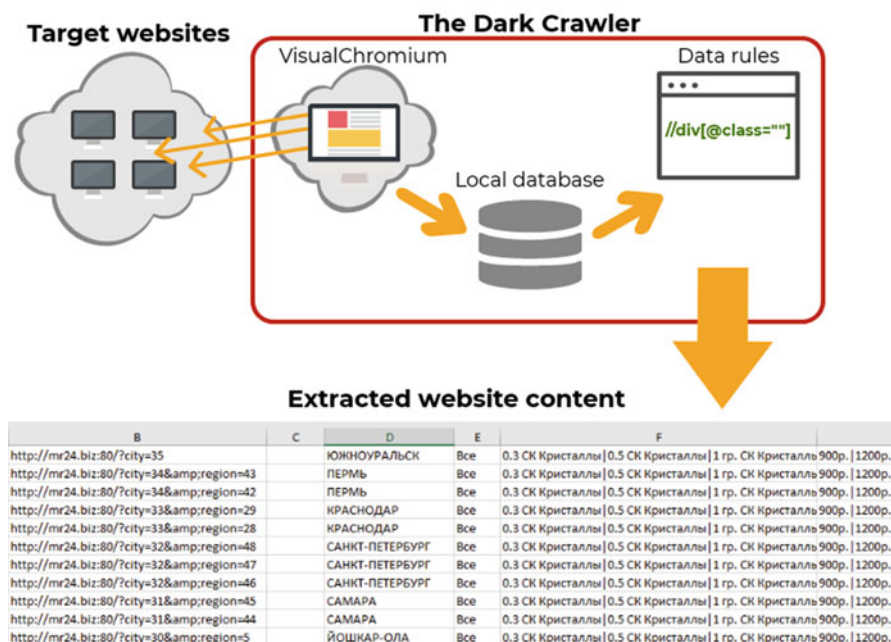 Target websites
The Dark Crawler
VisualChromium
Data rules
//div[@class=""]
Local database
Extracted website content
B C D E F
http://mr24.biz:80/?city=35 ЮЖНОУРАЛЬСК Все 0.3 СК Кристаллы|0.5 СК Кристаллы|1 гр. СК Кристалль 900р.|1200р.
http://mr24.biz:80/?city=34&amp;region=43 ПЕРМЬ Все 0.3 СК Кристаллы|0.5 СК Кристаллы|1 гр. СК Кристалль 900р.|1200р.
http://mr24.biz:80/?city=34&amp;region=42 ПЕРМЬ Все 0.3 СК Кристаллы|0.5 СК Кристаллы|1 гр. СК Кристалль 900р.|1200р.
http://mr24.biz:80/?city=33&amp;region=29 КРАСНОДАР Все 0.3 СК Кристаллы|0.5 СК Кристаллы|1 гр. СК Кристалль 900р.|1200р.
http://mr24.biz:80/?city=33&amp;region=28 КРАСНОДАР Все 0.3 СК Кристаллы|0.5 СК Кристаллы|1 гр. СК Кристалль 900р.|1200р.
http://mr24.biz:80/?city=32&amp;region=48 САНКТ-ПЕТЕРБУРГ Все 0.3 СК Кристаллы|0.5 СК Кристаллы|1 гр. СК Кристалль 900р.|1200р.
http://mr24.biz:80/?city=32&amp;region=47 САНКТ-ПЕТЕРБУРГ Все 0.3 СК Кристаллы|0.5 СК Кристаллы|1 гр. СК Кристалль 900р.|1200р.
http://mr24.biz:80/?city=32&amp;region=46 САНКТ-ПЕТЕРБУРГ Все 0.3 СК Кристаллы|0.5 СК Кристаллы|1 гр. СК Кристалль 900р.|1200р.
http://mr24.biz:80/?city=31&amp;region=45 САМАРА Все 0.3 СК Кристаллы|0.5 СК Кристаллы|1 гр. СК Кристалль 900р.|1200р.
http://mr24.biz:80/?city=31&amp;region=44 САМАРА Все 0.3 СК Кристаллы|0.5 СК Кристаллы|1 гр. СК Кристалль 900р.|1200р.
http://mr24.biz:80/?city=30&amp;region=5 ЙОШКАР-ОЛА Все 0.3 СК Кристаллы|0.5 СК Кристаллы|1 гр. СК Кристалль 900р.|1200р.